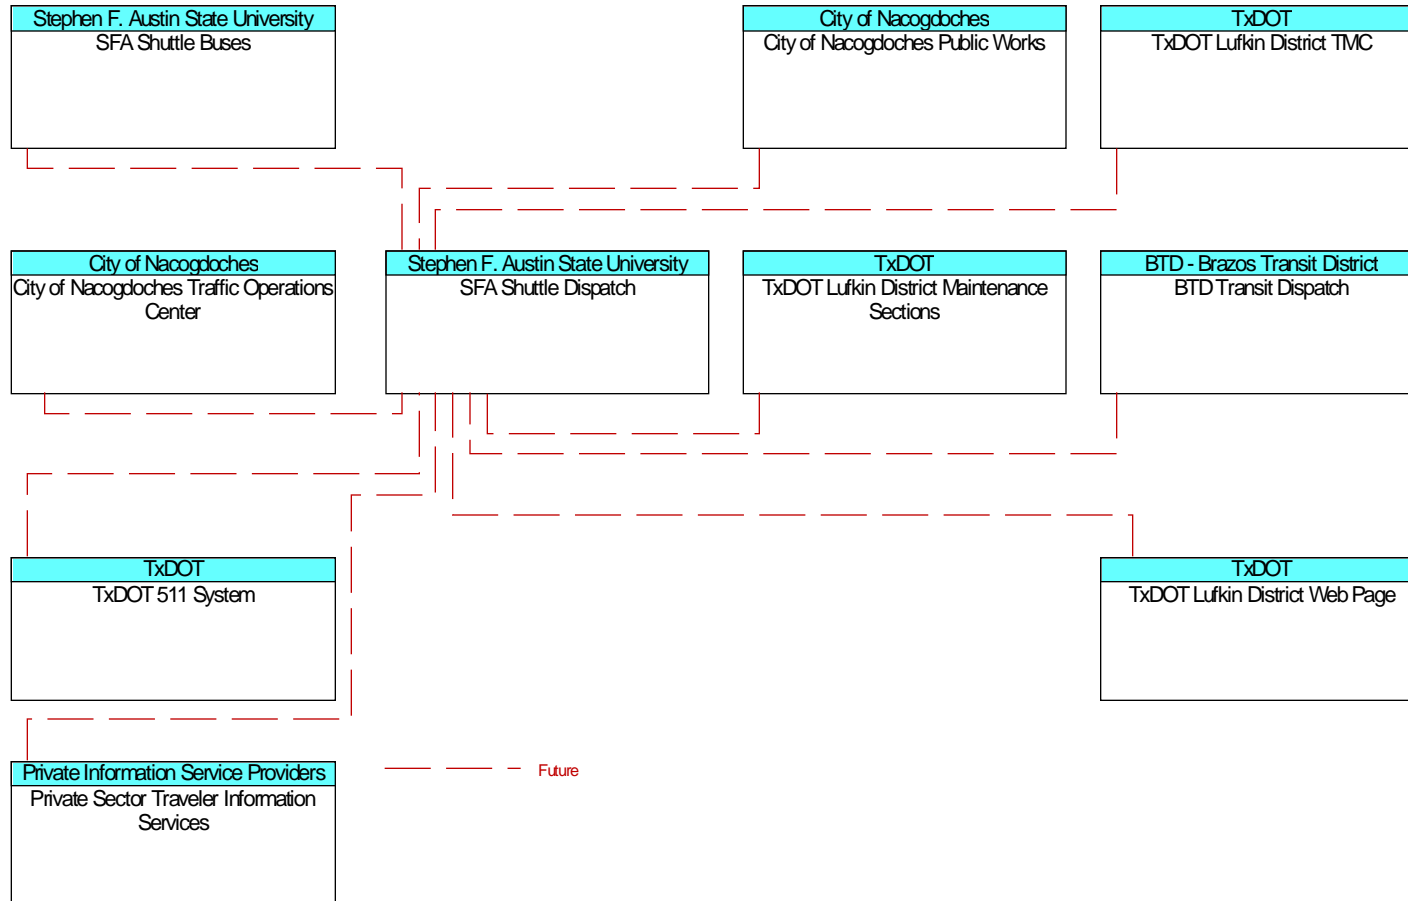 Stephen F. Austin State University
SFA Shuttle Buses
City of Nacogdoches
City of Nacogdoches Public Works
TxDOT
TxDOT Lufkin District TMC
City of Nacogdoches
City of Nacogdoches Traffic Operations
Center
Stephen F. Austin State University
SFA Shuttle Dispatch
TxDOT
TxDOT Lufkin District Maintenance
Sections
BTD - Brazos Transit District
BTD Transit Dispatch
TxDOT
TxDOT 511 System
TxDOT
TxDOT Lufkin District Web Page
Private Information Service Providers
Private Sector Traveler Information
Services
Future